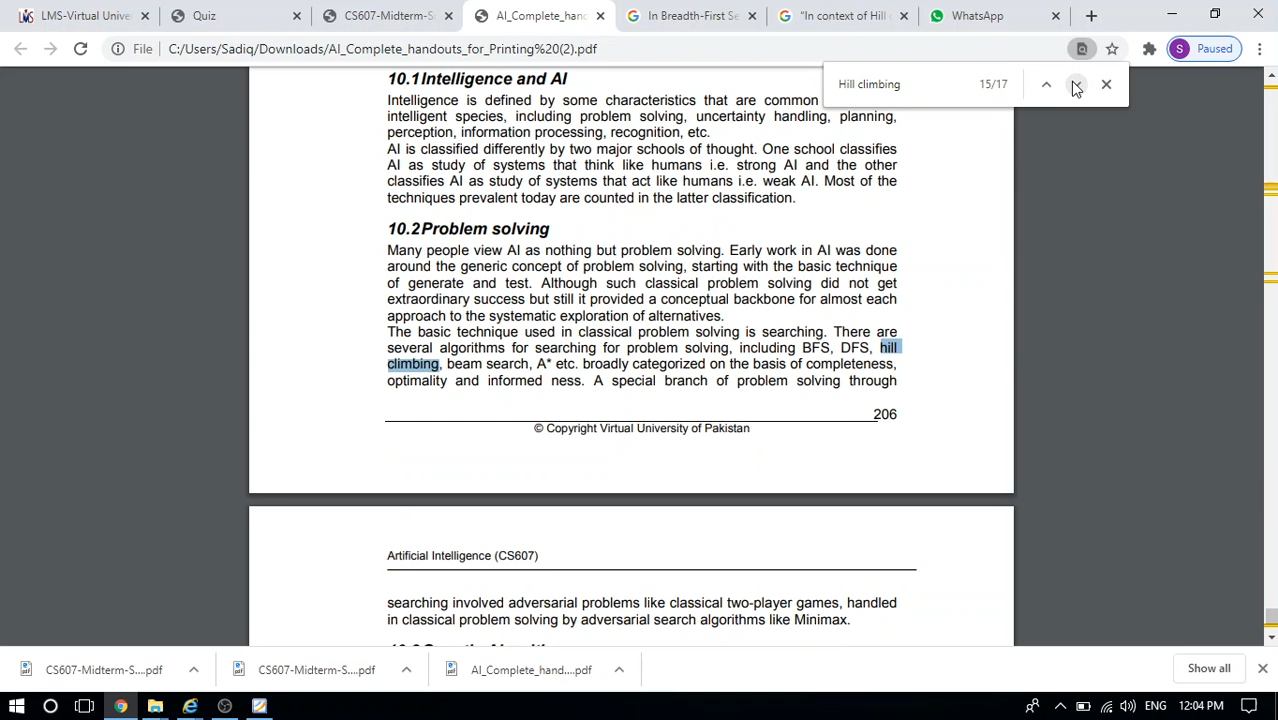 LMS-Virtual Unive
Quiz
CS607-Midterm-S
AI_Complete_hand
In Breadth-First Se
"In context of Hill c
WhatsApp
File
C:/Users/Sadiq/Downloads/AI_Complete_handouts_for_Printing%20(2).pdf
S
Paused
Hill climbing
15/17
10.1Intelligence and AI
Intelligence is defined by some characteristics that are common
intelligent species, including problem solving, uncertainty handling, planning,
perception, information processing, recognition, etc.
AI is classified differently by two major schools of thought. One school classifies
AI as study of systems that think like humans i.e. strong AI and the other
classifies AI as study of systems that act like humans i.e. weak AI. Most of the
techniques prevalent today are counted in the latter classification.
10.2Problem solving
Many people view AI as nothing but problem solving. Early work in AI was done
around the generic concept of problem solving, starting with the basic technique
of generate and test. Although such classical problem solving did not get
extraordinary success but still it provided a conceptual backbone for almost each
approach to the systematic exploration of alternatives.
The basic technique used in classical problem solving is searching. There are
several algorithms for searching for problem solving, including BFS, DFS, hill
climbing, beam search, A* etc. broadly categorized on the basis of completeness,
optimality and informed ness. A special branch of problem solving through
206
© Copyright Virtual University of Pakistan
Artificial Intelligence (CS607)
searching involved adversarial problems like classical two-player games, handled
in classical problem solving by adversarial search algorithms like Minimax.
CS607-Midterm-S....pdf
CS607-Midterm-S....pdf
AI_Complete_hand....pdf
Show all
ENG
12:04 PM